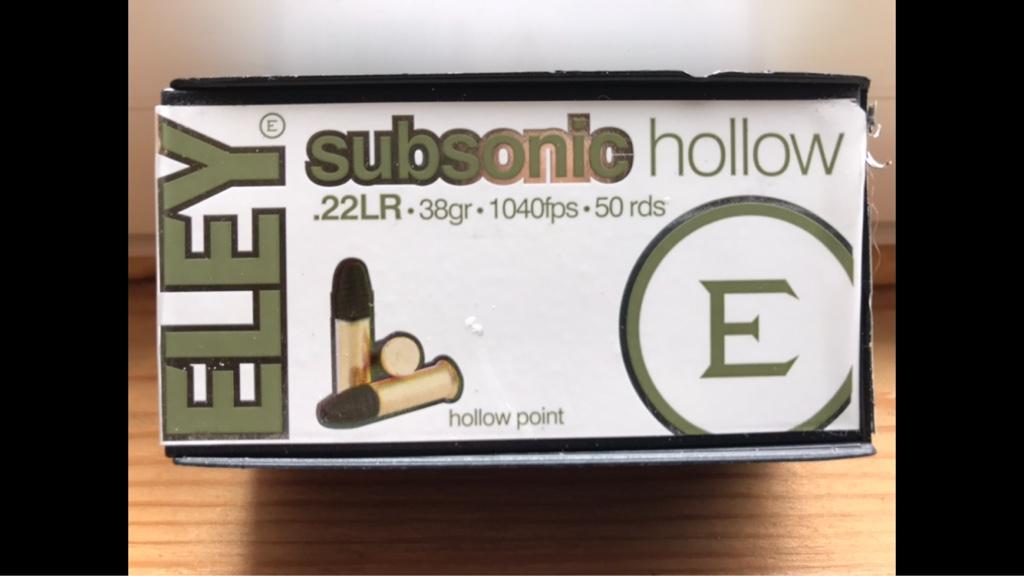 ELEY
E
subsonic hollow
.22LR • 38gr • 1040fps • 50 rds
E
hollow point